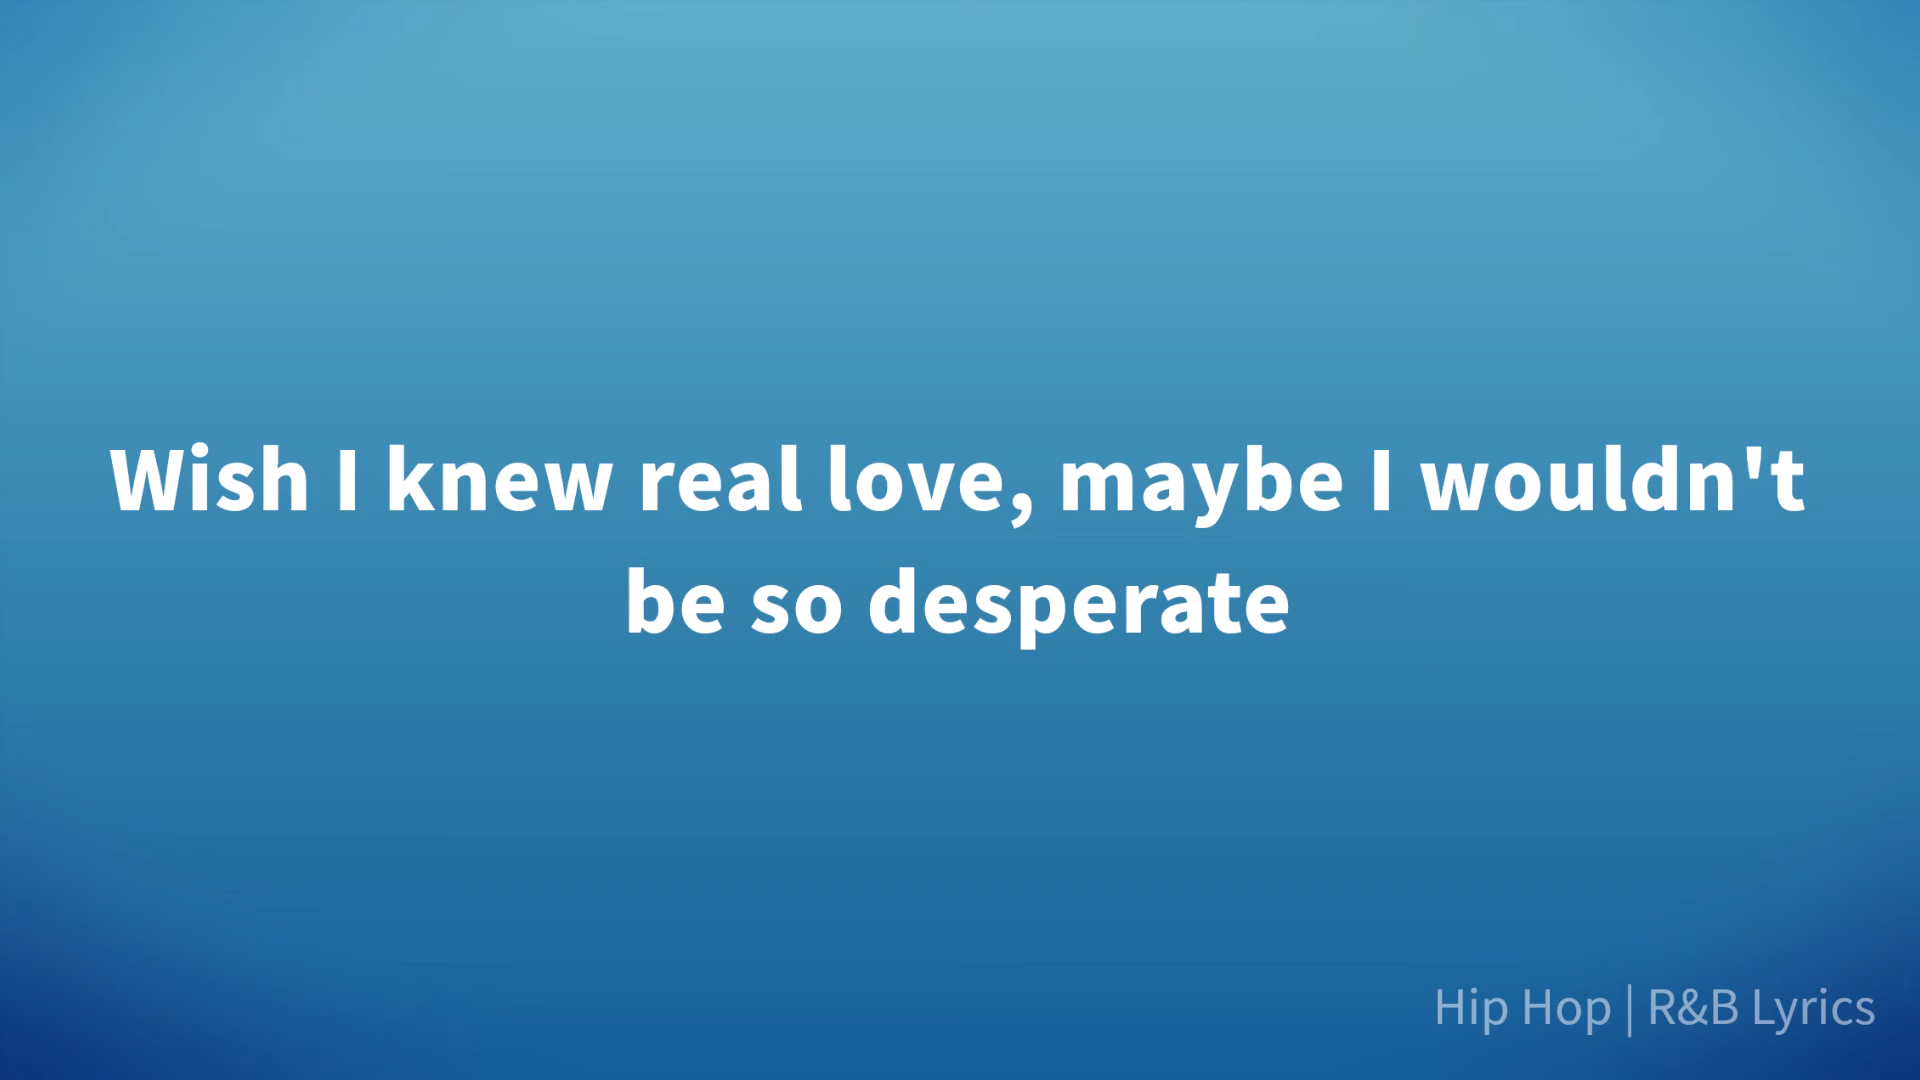 Wish I knew real love, maybe I wouldn't
be so desperate
Hip Hop | R&B Lyrics